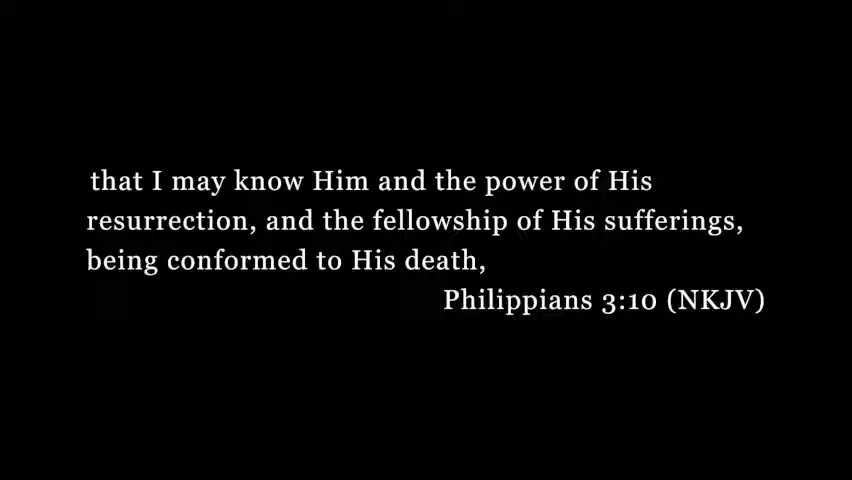 that I may know Him and the power of His
resurrection, and the fellowship of His sufferings,
being conformed to His death,
Philippians 3:10 (NKJV)